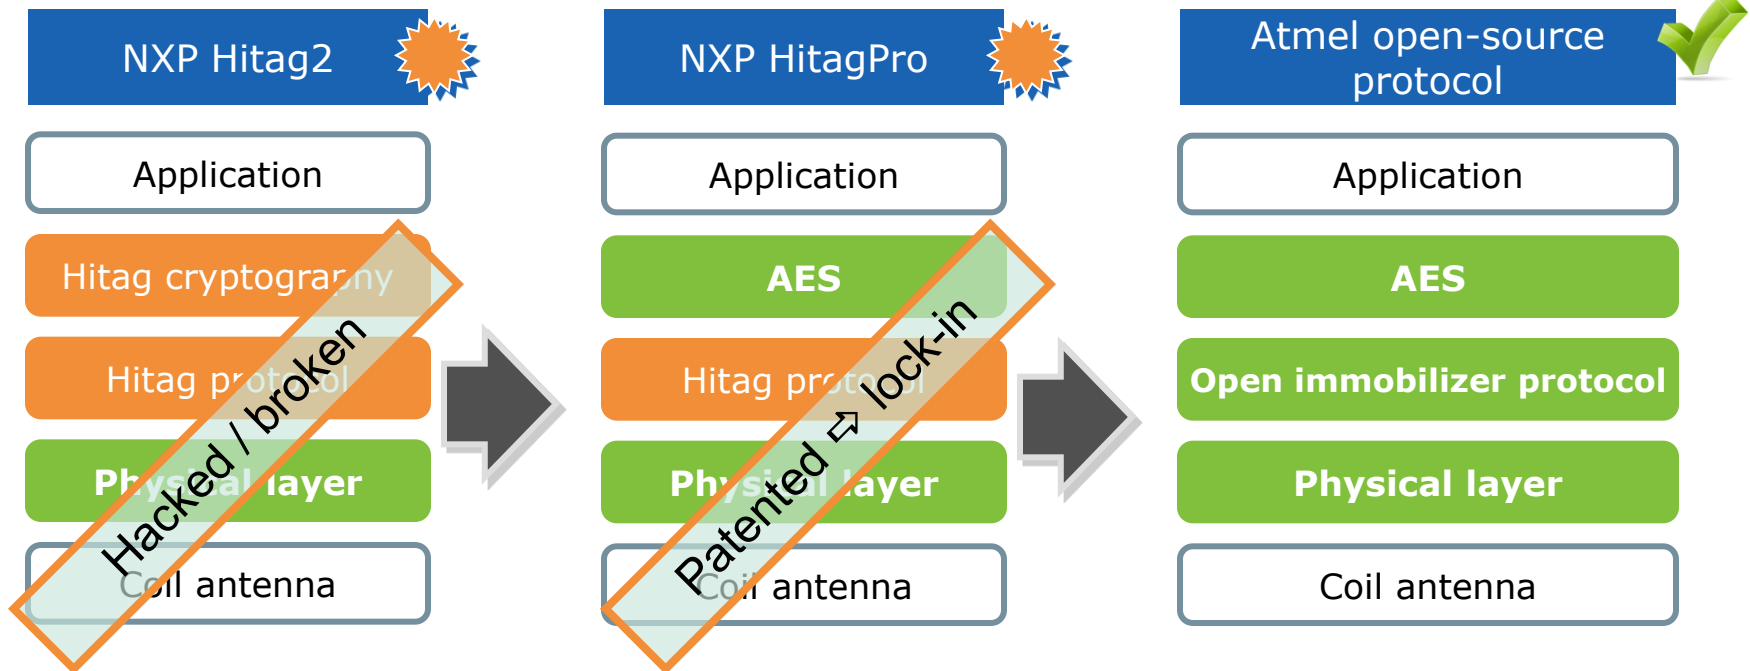 NXP Hitag2
Application
Hitag cryptography
Hitag protocol
Physical layer
Coil antenna
Hacked / broken
NXP HitagPro
Application
AES
Hitag protocol
Physical layer
Coil antenna
Patented ⇨ lock-in
Atmel open-source
protocol
Application
AES
Open immobilizer protocol
Physical layer
Coil antenna